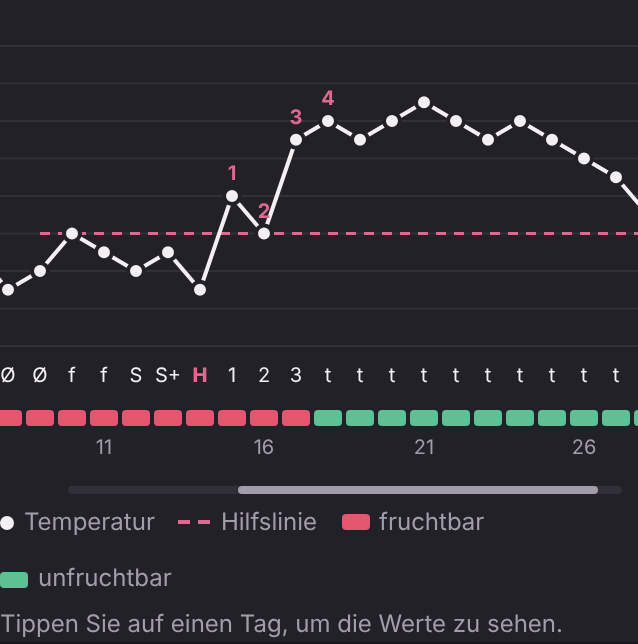 4
3
1
2
Ø Ø f f S S+ H 1 2 3 t t t t t t t t t t
11 16 21 26
Temperatur Hilfslinie fruchtbar
unfruchtbar
Tippen Sie auf einen Tag, um die Werte zu sehen.